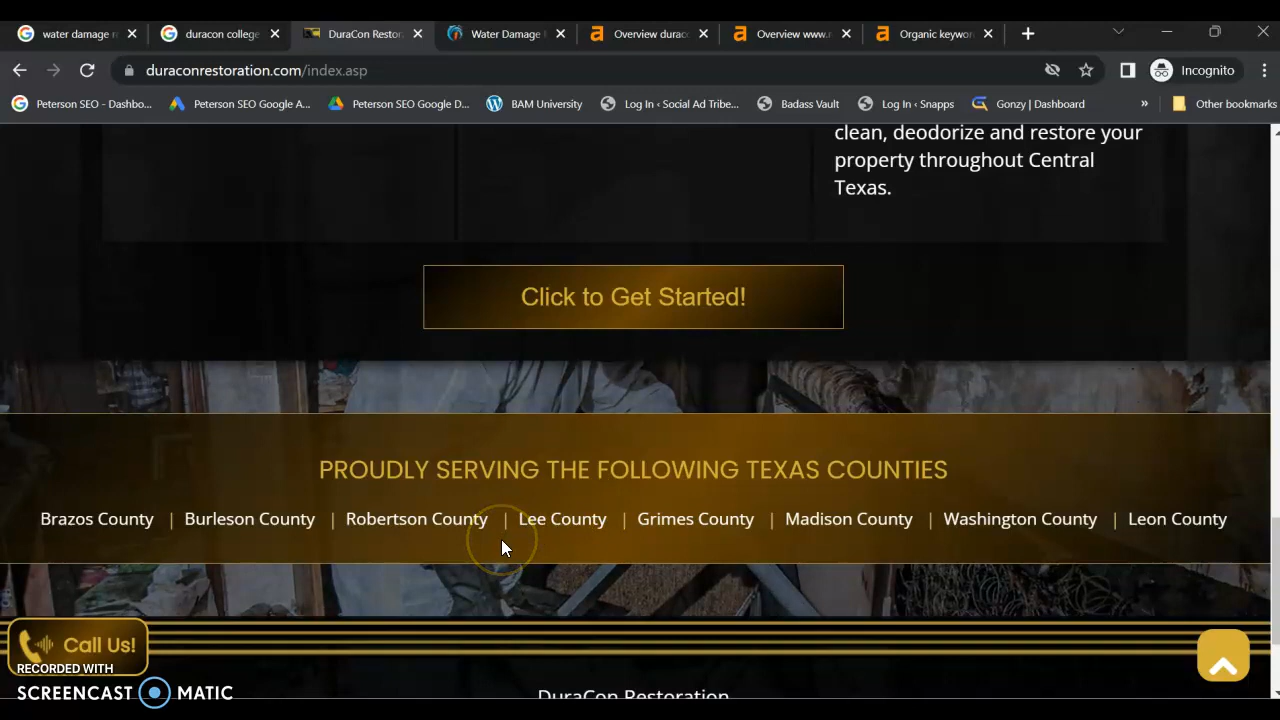 water damage r
duracon college
DuraCon Restor
Water Damage
Overview durac
Overview www.
Organic keywor
duraconrestoration.com/index.asp
Incognito
Peterson SEO - Dashbo...
Peterson SEO Google A...
Peterson SEO Google D...
BAM University
Log In ‹ Social Ad Tribe...
Badass Vault
Log In ‹ Snapps
Gonzy | Dashboard
»
Other bookmarks
clean, deodorize and restore your
property throughout Central
Texas.
Click to Get Started!
PROUDLY SERVING THE FOLLOWING TEXAS COUNTIES
Brazos County | Burleson County | Robertson County | Lee County | Grimes County | Madison County | Washington County | Leon County
Call Us!
RECORDED WITH
SCREENCAST MATIC
DuraCon Restoration